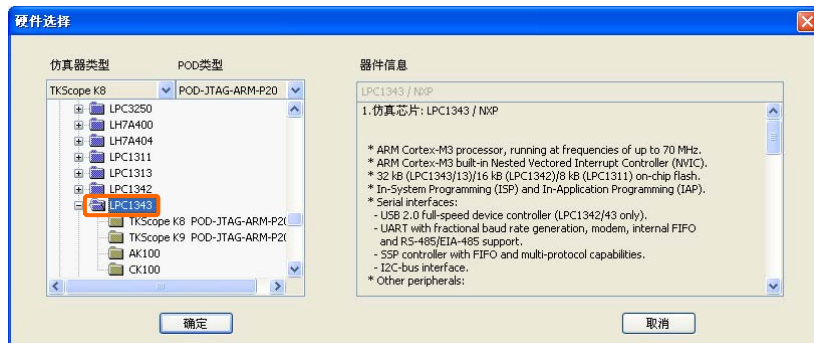 硬件选择
仿真器类型
POD类型
TKScope K8
POD-JTAG-ARM-P20
LPC3250
LH7A400
LH7A404
LPC1311
LPC1313
LPC1342
LPC1343
TKScope K8 POD-JTAG-ARM-P2
TKScope K9 POD-JTAG-ARM-P2
AK100
CK100
确定
器件信息
LPC1343 / NXP
1.仿真芯片: LPC1343 / NXP
* ARM Cortex-M3 processor, running at frequencies of up to 70 MHz.
* ARM Cortex-M3 built-in Nested Vectored Interrupt Controller (NVIC).
* 32 kB (LPC1343/13)/16 kB (LPC1342)/8 kB (LPC1311) on-chip flash.
* In-System Programming (ISP) and In-Application Programming (IAP).
* Serial interfaces:
- USB 2.0 full-speed device controller (LPC1342/43 only).
- UART with fractional baud rate generation, modem, internal FIFO
and RS-485/EIA-485 support.
- SSP controller with FIFO and multi-protocol capabilities.
- I2C-bus interface.
* Other peripherals:
取消